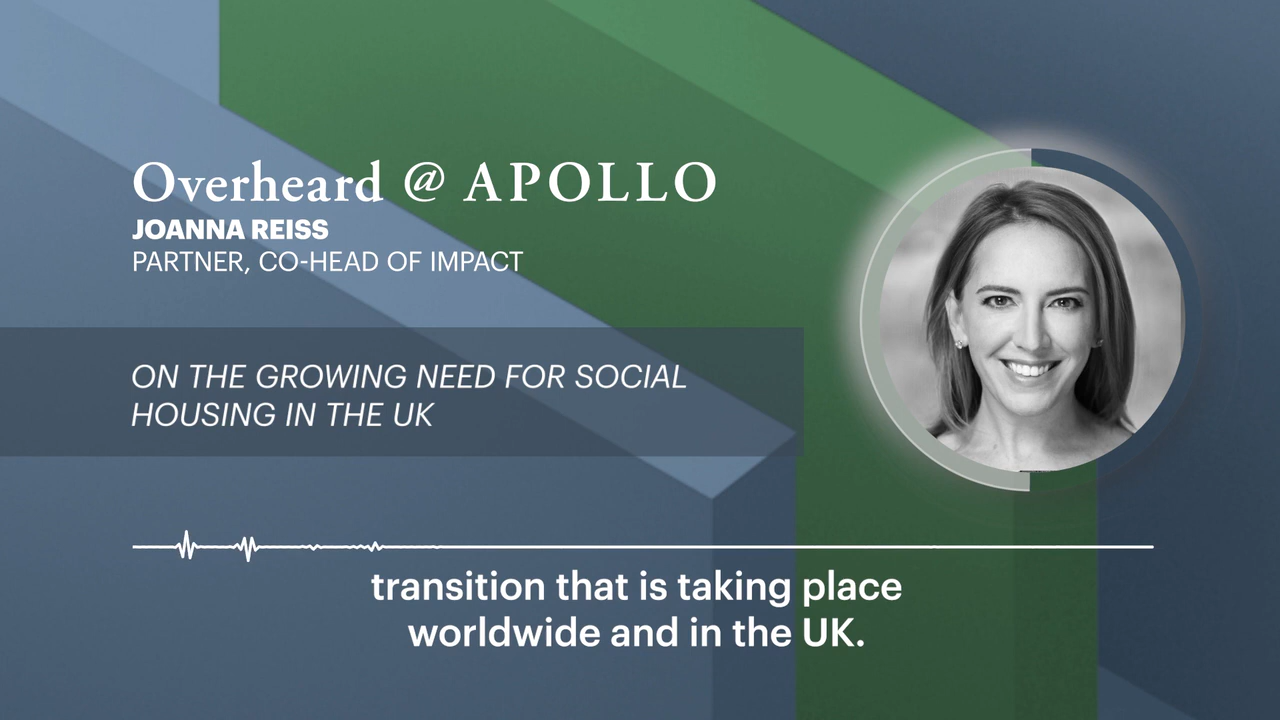 Overheard @ APOLLO
JOANNA REISS
PARTNER, CO-HEAD OF IMPACT
ON THE GROWING NEED FOR SOCIAL
HOUSING IN THE UK
transition that is taking place
worldwide and in the UK.